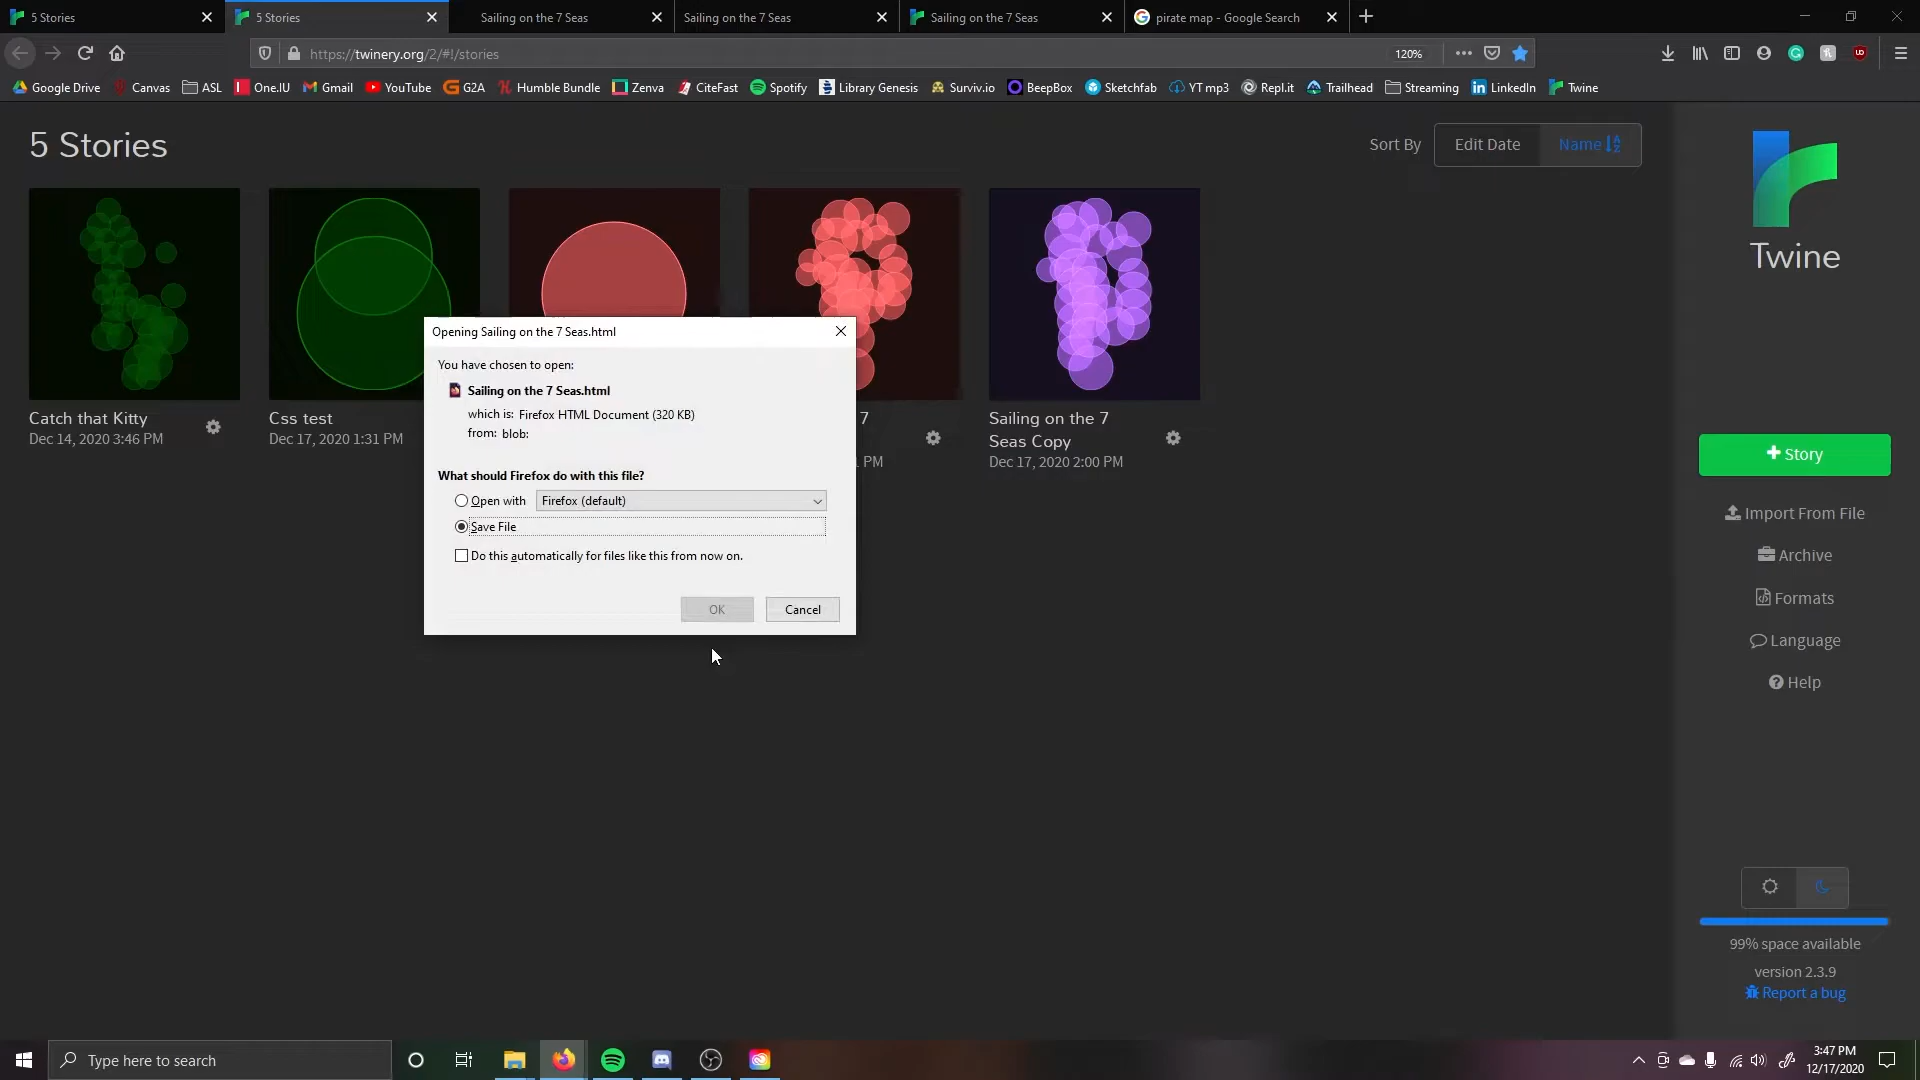 5 Stories
5 Stories
Sailing on the 7 Seas
Sailing on the 7 Seas
Sailing on the 7 Seas
pirate map - Google Search
https://twinery.org/2/#!/stories
120%
Google Drive
Canvas
ASL
One.IU
Gmail
YouTube
G2A
Humble Bundle
Zenva
CiteFast
Spotify
Library Genesis
Surviv.io
BeepBox
Sketchfab
YT mp3
Repl.it
Trailhead
Streaming
LinkedIn
Twine
5 Stories
Sort By
Edit Date
Name
Twine
Opening Sailing on the 7 Seas.html
You have chosen to open:
Sailing on the 7 Seas.html
which is: Firefox HTML Document (320 KB)
from: blob:
What should Firefox do with this file?
Open with
Firefox (default)
Save File
Do this automatically for files like this from now on.
OK
Cancel
Catch that Kitty
Dec 14, 2020 3:46 PM
Css test
Dec 17, 2020 1:31 PM
7
PM
Sailing on the 7
Seas Copy
Dec 17, 2020 2:00 PM
Story
Import From File
Archive
Formats
Language
Help
99% space available
version 2.3.9
Report a bug
Type here to search
3:47 PM
12/17/2020